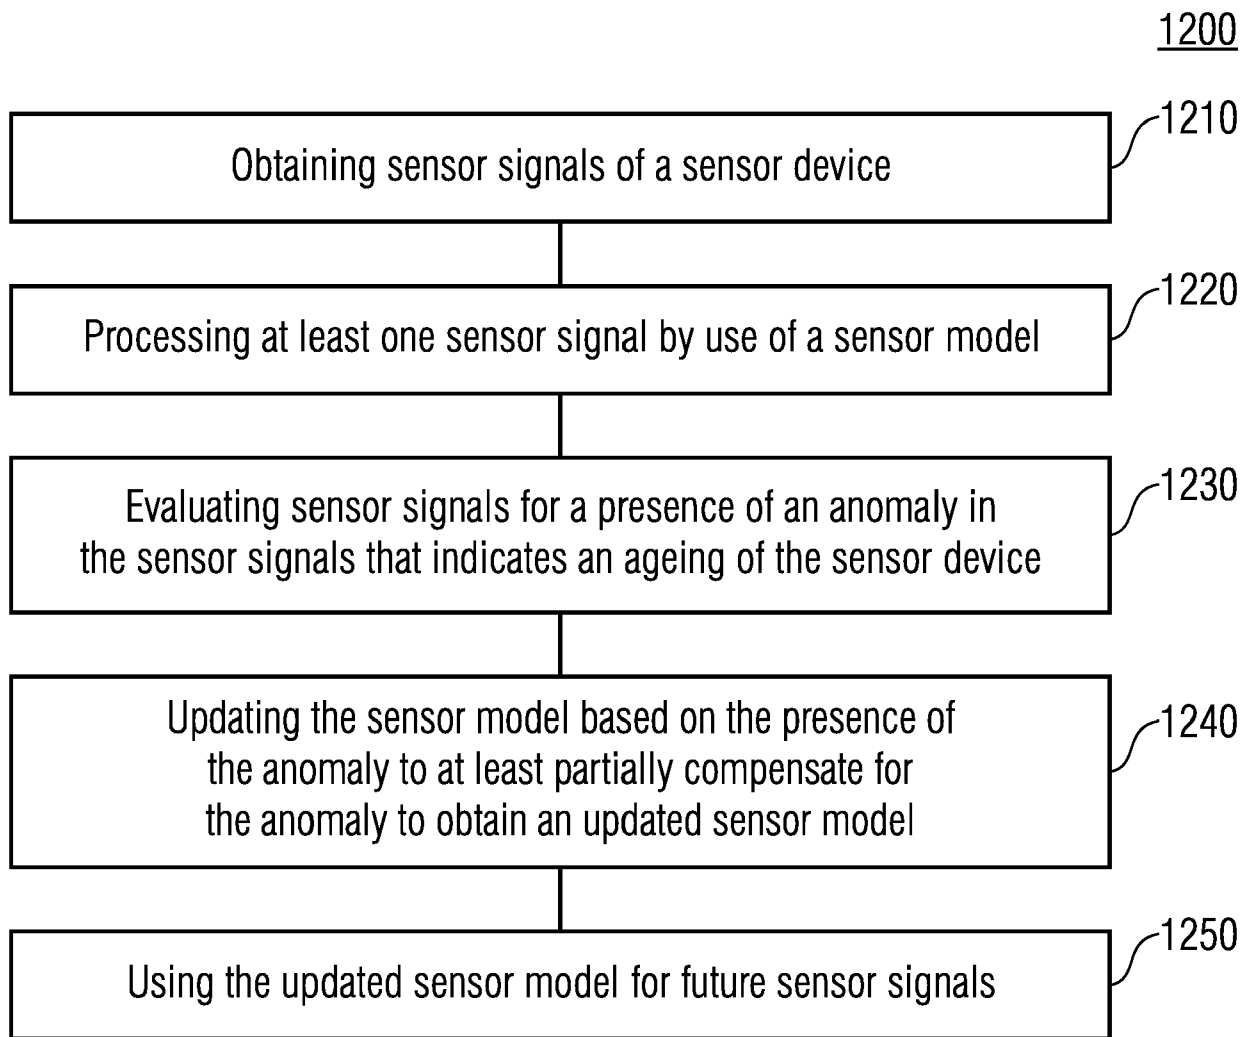 1200
1210
Obtaining sensor signals of a sensor device
1220
Processing at least one sensor signal by use of a sensor model
1230
Evaluating sensor signals for a presence of an anomaly in
the sensor signals that indicates an ageing of the sensor device
1240
Updating the sensor model based on the presence of
the anomaly to at least partially compensate for
the anomaly to obtain an updated sensor model
1250
Using the updated sensor model for future sensor signals